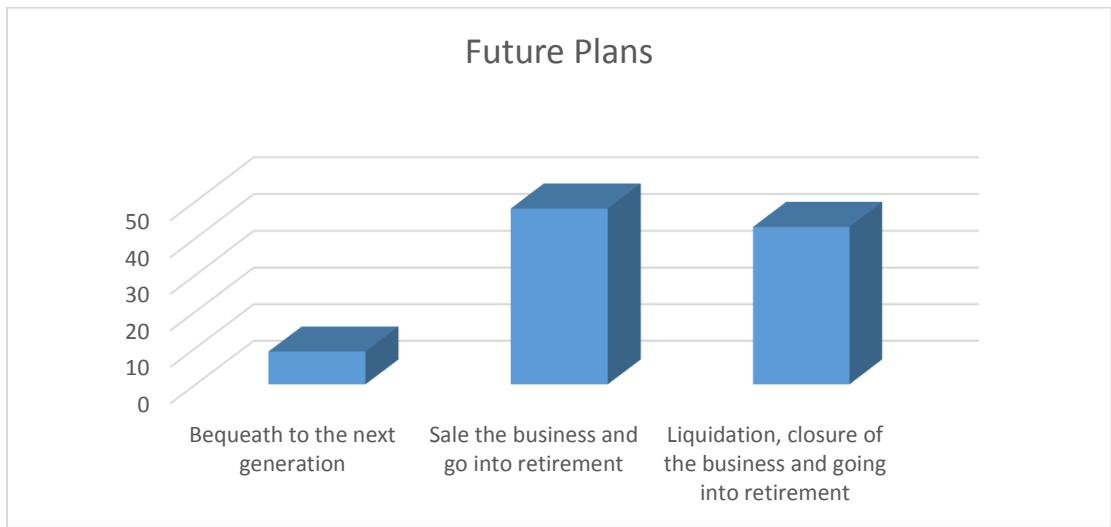 Future Plans
50
40
30
20
10
0
Bequeath to the next
generation
Sale the business and
go into retirement
Liquidation, closure of
the business and going
into retirement